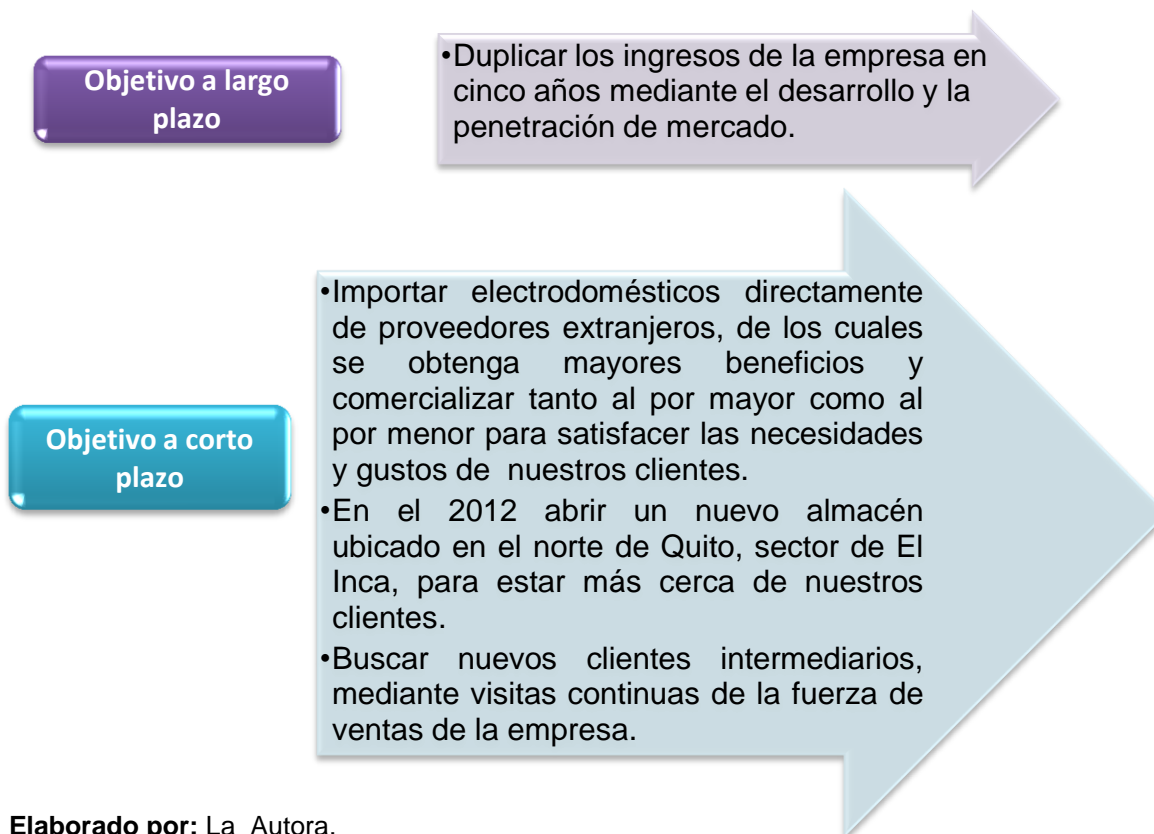 Objetivo a largo
plazo
•Duplicar los ingresos de la empresa en
cinco años mediante el desarrollo y la
penetración de mercado.
Objetivo a corto
plazo
•Importar electrodomésticos directamente
de proveedores extranjeros, de los cuales
se obtenga mayores beneficios y
comercializar tanto al por mayor como al
por menor para satisfacer las necesidades
y gustos de nuestros clientes.
•En el 2012 abrir un nuevo almacén
ubicado en el norte de Quito, sector de El
Inca, para estar más cerca de nuestros
clientes.
•Buscar nuevos clientes intermediarios,
mediante visitas continuas de la fuerza de
ventas de la empresa.
Elaborado por: La Autora.